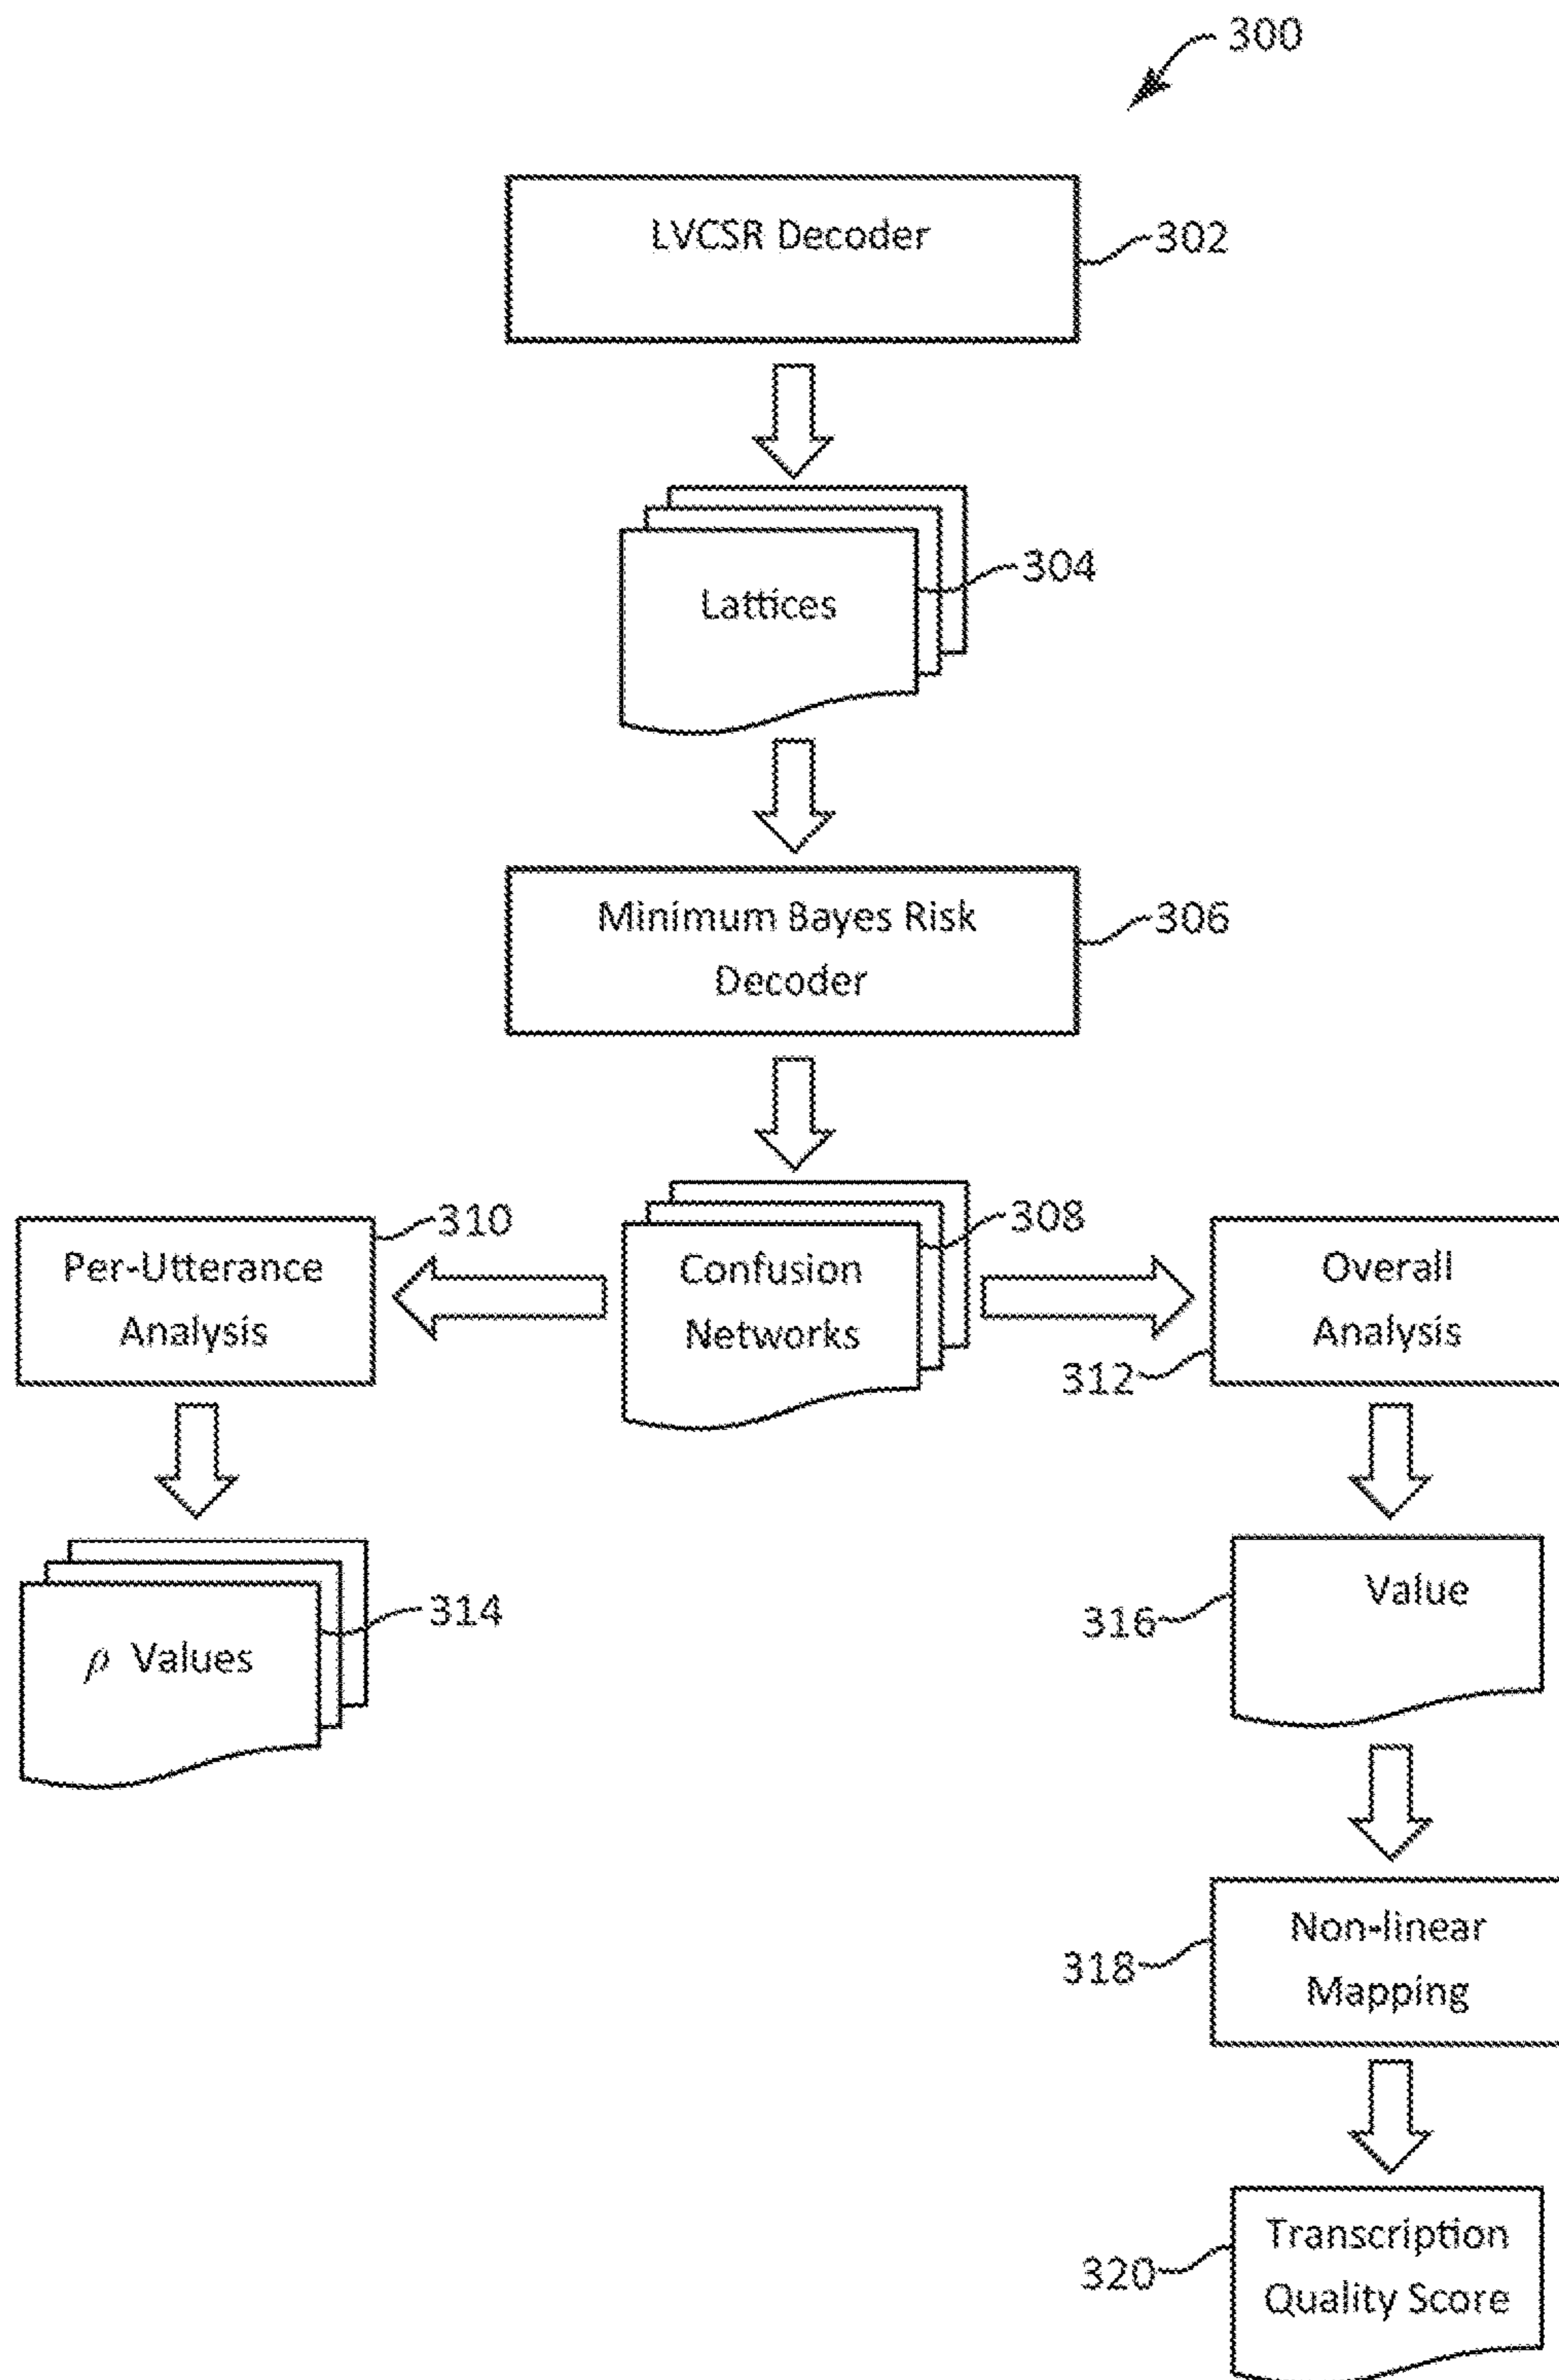 300
LVCSR Decoder
302
Lattices
304
Minimum Bayes Risk
Decoder
306
310
Per-Utterance
Analysis
308
Confusion
Networks
Overall
Analysis
312
ρ Values
314
Value
316
Non-linear
Mapping
318
Transcription
Quality Score
320